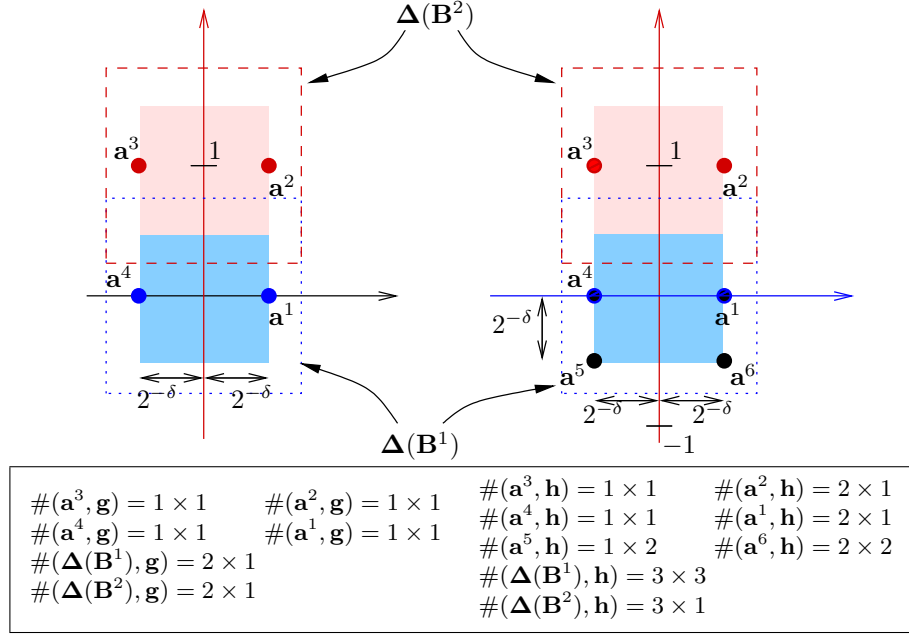 Δ(B²)
a³ 1 a²
a³ 1 a²
a⁴ a¹
a⁴ a¹
2^{-δ}
a⁵ a⁶
2^{-δ} 2^{-δ}
2^{-δ} 2^{-δ}
Δ(B¹)
−1
#(a³, g) = 1 × 1 #(a², g) = 1 × 1
#(a⁴, g) = 1 × 1 #(a¹, g) = 1 × 1
#(Δ(B¹), g) = 2 × 1
#(Δ(B²), g) = 2 × 1
#(a³, h) = 1 × 1 #(a², h) = 2 × 1
#(a⁴, h) = 1 × 1 #(a¹, h) = 2 × 1
#(a⁵, h) = 1 × 2 #(a⁶, h) = 2 × 2
#(Δ(B¹), h) = 3 × 3
#(Δ(B²), h) = 3 × 1